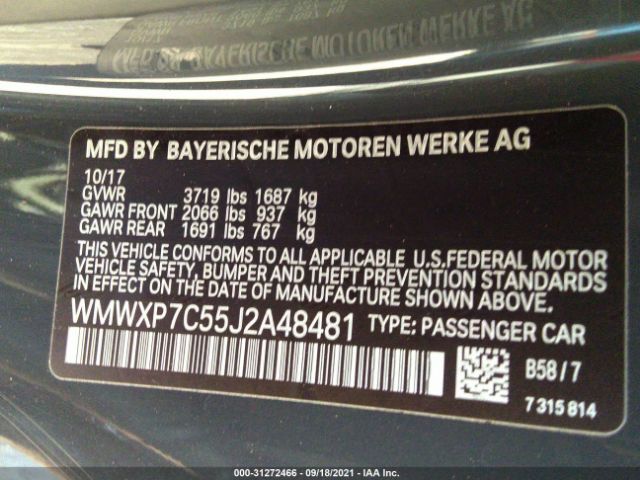 MFD BY BAYERISCHE MOTOREN WERKE AG
10/17
GVWR 3719 lbs 1687 kg
GAWR FRONT 2066 lbs 937 kg
GAWR REAR 1691 lbs 767 kg
THIS VEHICLE CONFORMS TO ALL APPLICABLE U.S.FEDERAL MOTOR
VEHICLE SAFETY, BUMPER AND THEFT PREVENTION STANDARDS
IN EFFECT ON THE DATE OF MANUFACTURE SHOWN ABOVE.
WMWXP7C55J2A48481 TYPE: PASSENGER CAR
B58/7
7315814
000-31272466 - 09/18/2021 - IAA Inc.